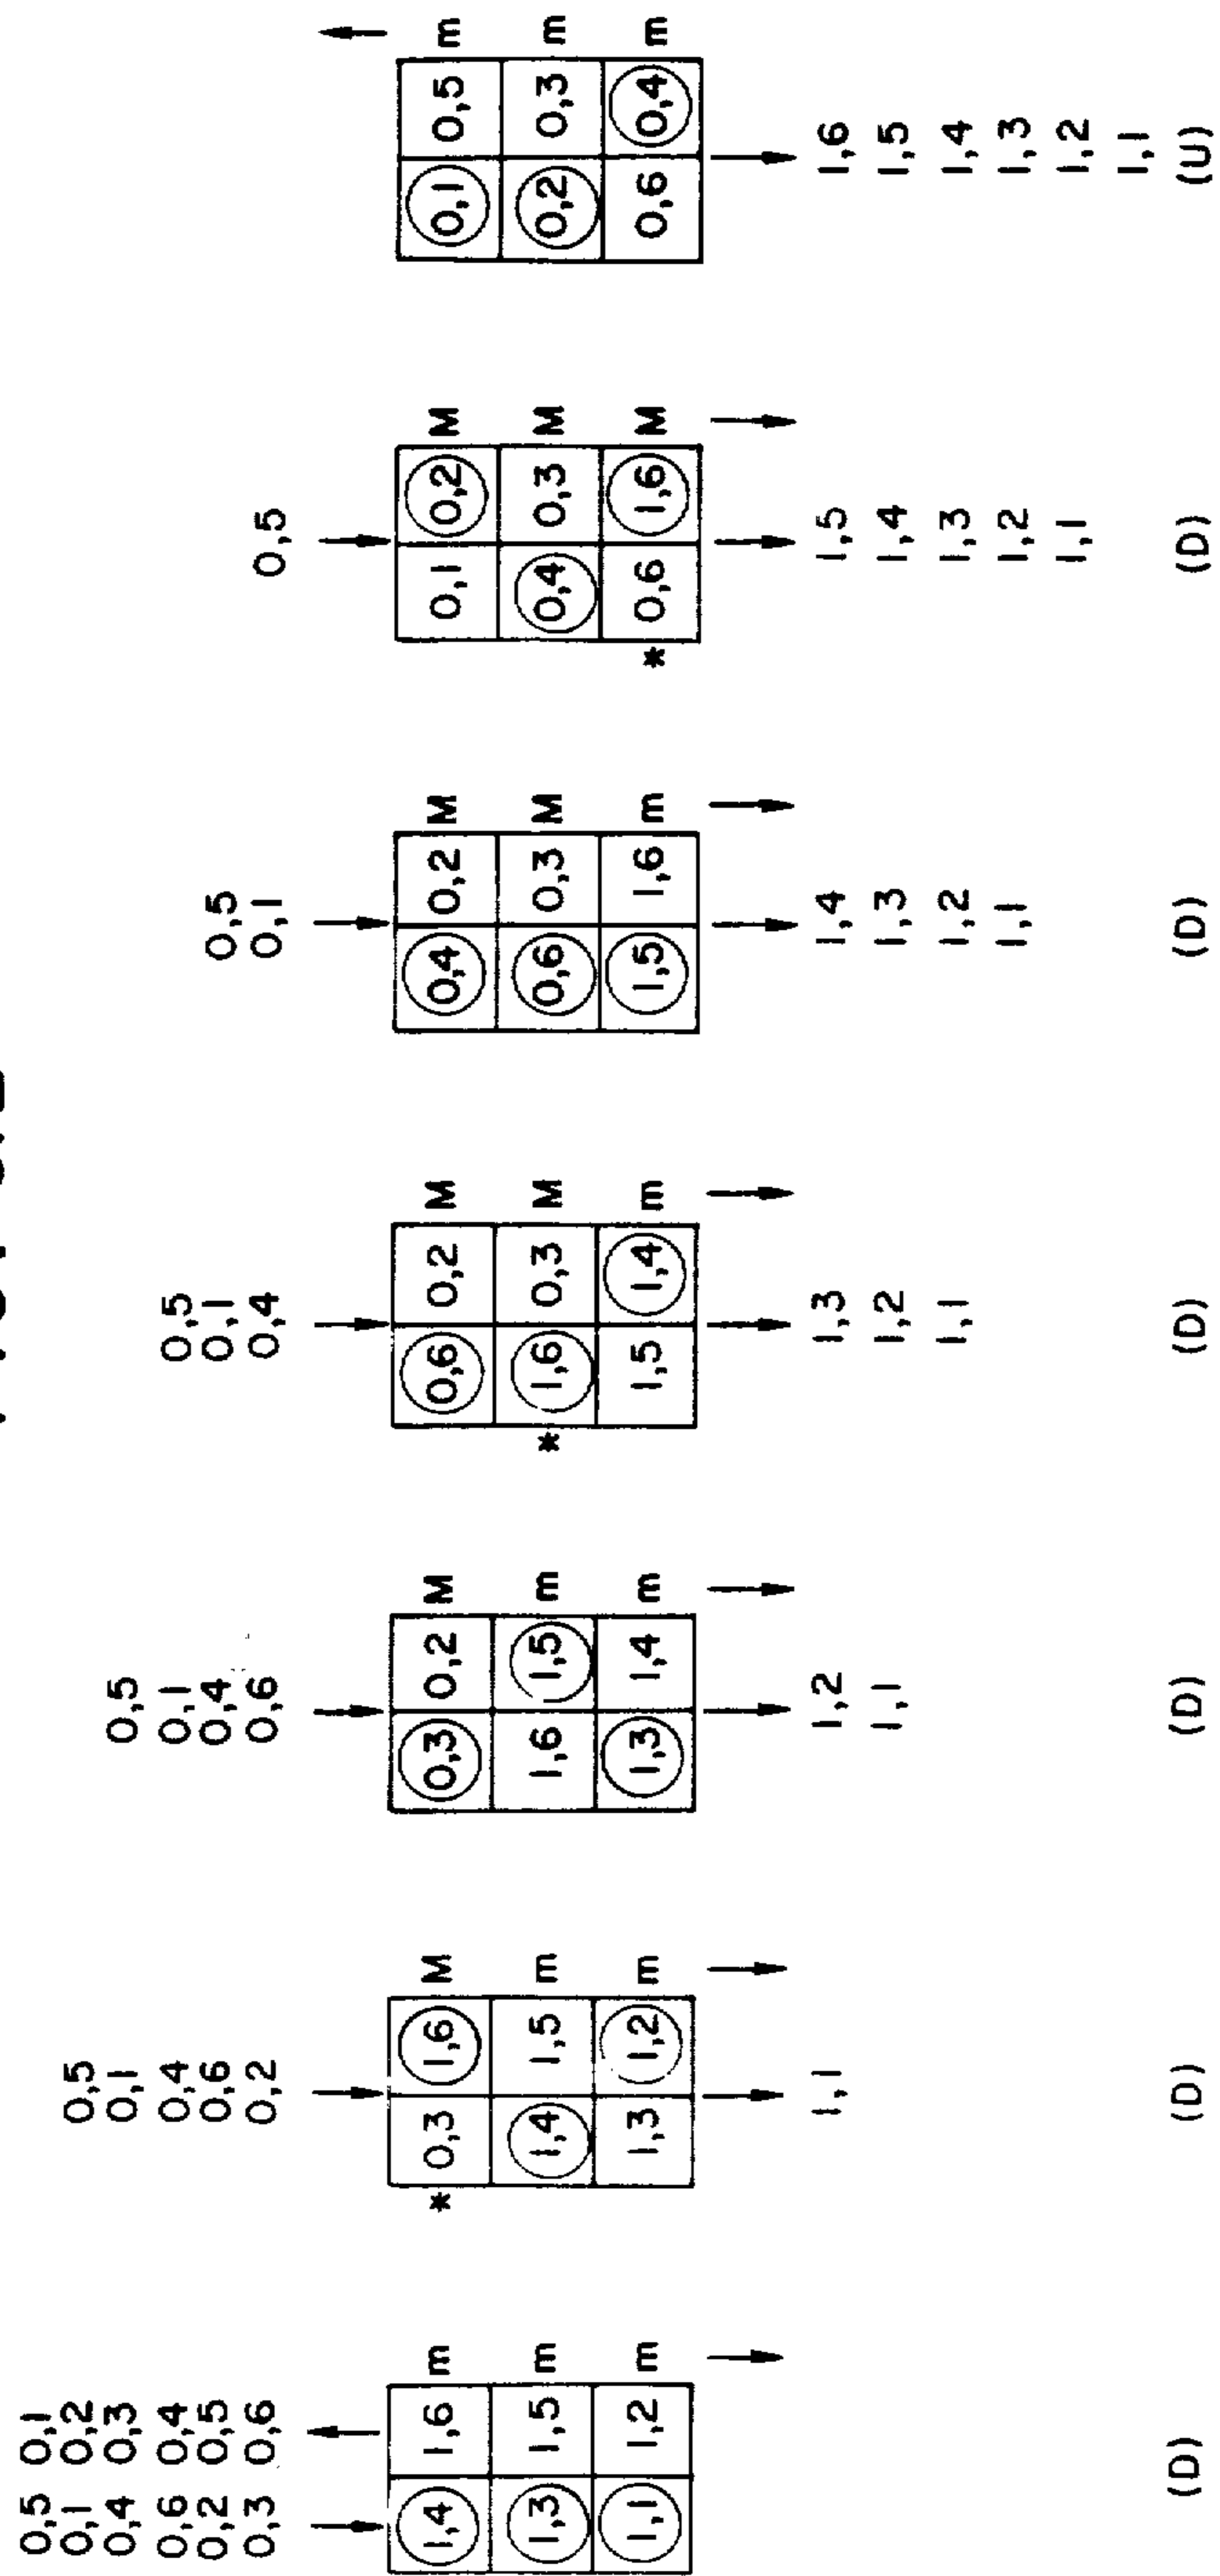 0,5 0,1
0,1 0,2
0,4 0,3
0,6 0,4
0,2 0,5
0,3 0,6
1,4 1,6 m
1,3 1,5 m
1,1 1,2 m
(D)
0,5
0,1
0,4
0,6
0,2
* 0,3 1,6 M
1,4 1,5 m
1,3 1,2 m
1,1
(D)
0,5
0,1
0,4
0,6
0,3 0,2 M
1,6 1,5 m
1,3 1,4 m
1,2
1,1
(D)
0,5
0,1
0,4
0,6 0,2 M
* 1,6 0,3 M
1,5 1,4 m
1,3
1,2
1,1
(D)
0,5
0,1
0,4 0,2 M
0,6 0,3 M
1,5 1,6 m
1,4
1,3
1,2
1,1
(D)
0,5
0,1 0,2 M
0,4 0,3 M
* 0,6 1,6 M
1,5
1,4
1,3
1,2
1,1
(D)
0,1 0,5 m
0,2 0,3 m
0,6 0,4 m
1,6
1,5
1,4
1,3
1,2
1,1
(U)